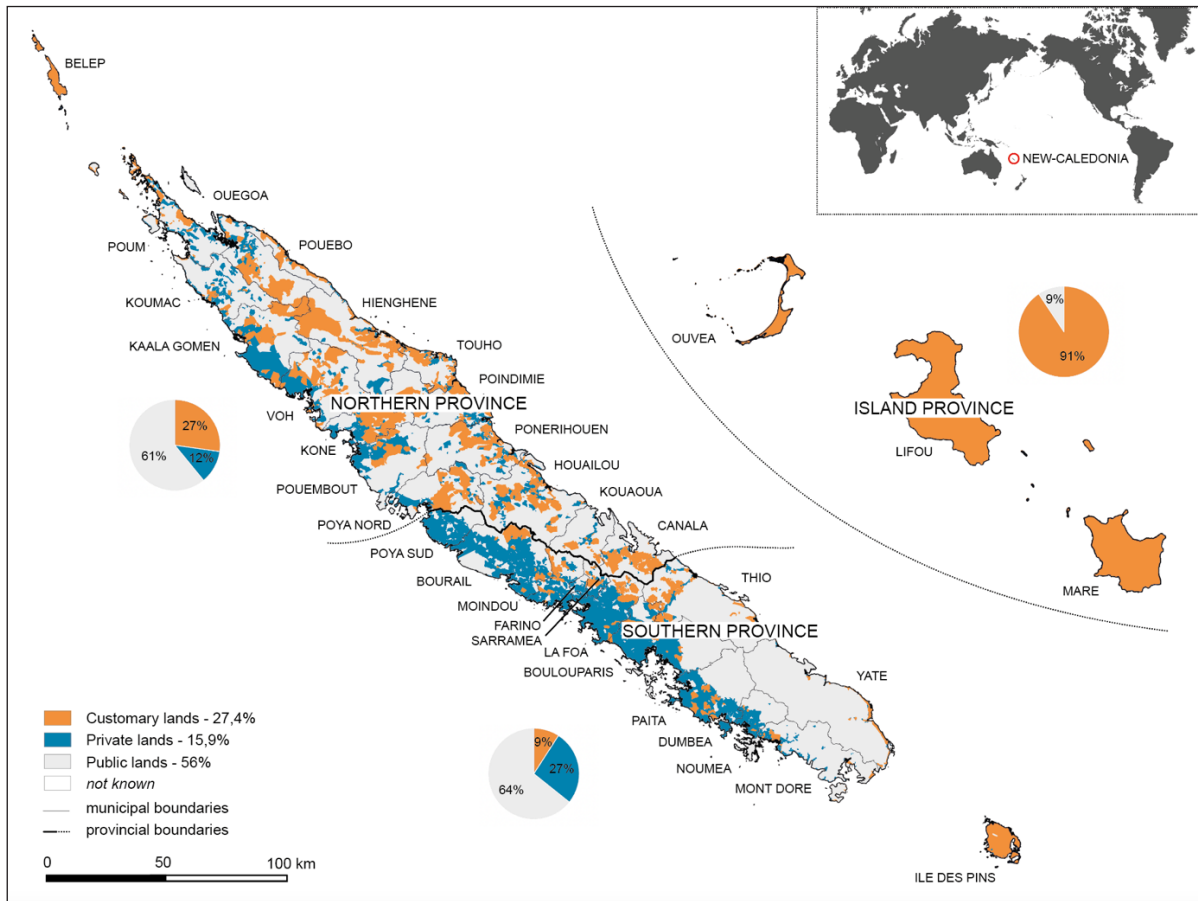 BELEP
NEW-CALEDONIA
OUEGOA
POUM
POUEBO
KOUMAC
HIENGHENE
OUVEA
9%
91%
KAALA GOMEN
TOUHO
POINDIMIE
NORTHERN PROVINCE
ISLAND PROVINCE
VOH
27%
12%
61%
PONERIHOUEN
KONE
LIFOU
HOUAILOU
POUEMBOUT
KOUAOUA
POYA NORD
CANALA
POYA SUD
THIO
BOURAIL
MARE
MOINDOU
FARINO
SARRAMEA
SOUTHERN PROVINCE
LA FOA
BOULOUPARIS
YATE
PAITA
DUMBEA
NOUMEA
MONT DORE
9%
27%
64%
Customary lands - 27,4%
Private lands - 15,9%
Public lands - 56%
not known
municipal boundaries
provincial boundaries
0 50 100 km
ILE DES PINS